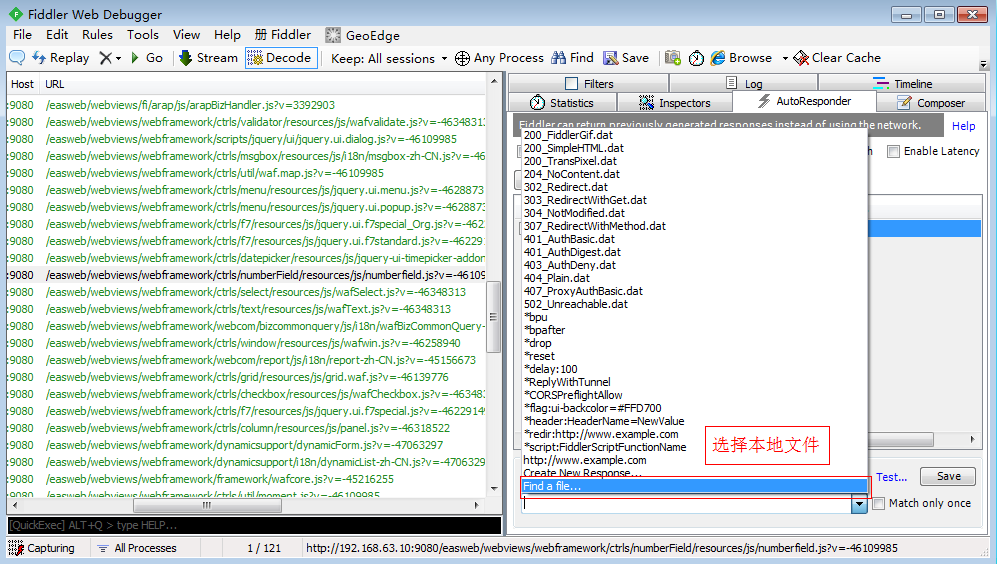 Fiddler Web Debugger
File Edit Rules Tools View Help 册 Fiddler GeoEdge
Replay Go Stream Decode Keep: All sessions Any Process Find Save Browse Clear Cache
Host URL
:9080 /easweb/webviews/fi/arap/js/arapBizHandler.js?v=3392903
:9080 /easweb/webviews/webframework/ctrls/validator/resources/js/wafvalidate.js?v=-46348313
:9080 /easweb/webviews/webframework/scripts/jquery/ui/jquery.ui.dialog.js?v=-46109985
:9080 /easweb/webviews/webframework/ctrls/msgbox/resources/js/i18n/msgbox-zh-CN.js?v=-46
:9080 /easweb/webviews/webframework/ctrls/util/waf.map.js?v=-46109985
:9080 /easweb/webviews/webframework/ctrls/menu/resources/js/jquery.ui.menu.js?v=-4628873
:9080 /easweb/webviews/webframework/ctrls/menu/resources/js/jquery.ui.popup.js?v=-4628873
:9080 /easweb/webviews/webframework/ctrls/f7/resources/js/jquery.ui.f7special_Org.js?v=-4622
:9080 /easweb/webviews/webframework/ctrls/f7/resources/js/jquery.ui.f7standard.js?v=-462291
:9080 /easweb/webviews/webframework/ctrls/datepicker/resources/js/jquery-ui-timepicker-addon
:9080 /easweb/webviews/webframework/ctrls/numberField/resources/js/numberfield.js?v=-46109
:9080 /easweb/webviews/webframework/ctrls/select/resources/js/wafSelect.js?v=-46348313
:9080 /easweb/webviews/webframework/ctrls/text/resources/js/wafText.js?v=-46348313
:9080 /easweb/webviews/webframework/webcom/bizcommonquery/js/i18n/wafBizCommonQuery-
:9080 /easweb/webviews/webframework/ctrls/window/resources/js/wafwin.js?v=-46258940
:9080 /easweb/webviews/webframework/webcom/report/js/i18n/report-zh-CN.js?v=-45156673
:9080 /easweb/webviews/webframework/ctrls/grid/resources/js/grid.waf.js?v=-46139776
:9080 /easweb/webviews/webframework/ctrls/checkbox/resources/js/wafCheckbox.js?v=-46348
:9080 /easweb/webviews/webframework/ctrls/f7/resources/js/jquery.ui.f7special.js?v=-4622914
:9080 /easweb/webviews/webframework/ctrls/column/resources/js/panel.js?v=-46318522
:9080 /easweb/webviews/webframework/dynamicsupport/dynamicForm.js?v=-47063297
:9080 /easweb/webviews/webframework/dynamicsupport/i18n/dynamicList-zh-CN.js?v=-4706329
:9080 /easweb/webviews/webframework/framework/wafcore.js?v=-45216255
:9080 /easweb/webviews/webframework/ctrls/util/moment.js?v=-46109985
[QuickExec] ALT+Q > type HELP...
Filters Log Timeline
Statistics Inspectors AutoResponder Composer
Fiddler can return previously generated responses instead of using the network. Help
Enable Latency
200_FiddlerGif.dat
200_SimpleHTML.dat
200_TransPixel.dat
204_NoContent.dat
302_Redirect.dat
303_RedirectWithGet.dat
304_NotModified.dat
307_RedirectWithMethod.dat
401_AuthBasic.dat
401_AuthDigest.dat
403_AuthDeny.dat
404_Plain.dat
407_ProxyAuthBasic.dat
502_Unreachable.dat
*bpu
*bpafter
*drop
*reset
*delay:100
*ReplyWithTunnel
*CORSPreflightAllow
*flag:ui-backcolor=#FFD700
*header:HeaderName=NewValue
*redir:http://www.example.com
*script:FiddlerScriptFunctionName
http://www.example.com
Create New Response...
Find a file...
选择本地文件
Test... Save
Match only once
Capturing All Processes 1 / 121 http://192.168.63.10:9080/easweb/webviews/webframework/ctrls/numberField/resources/js/numberfield.js?v=-46109985